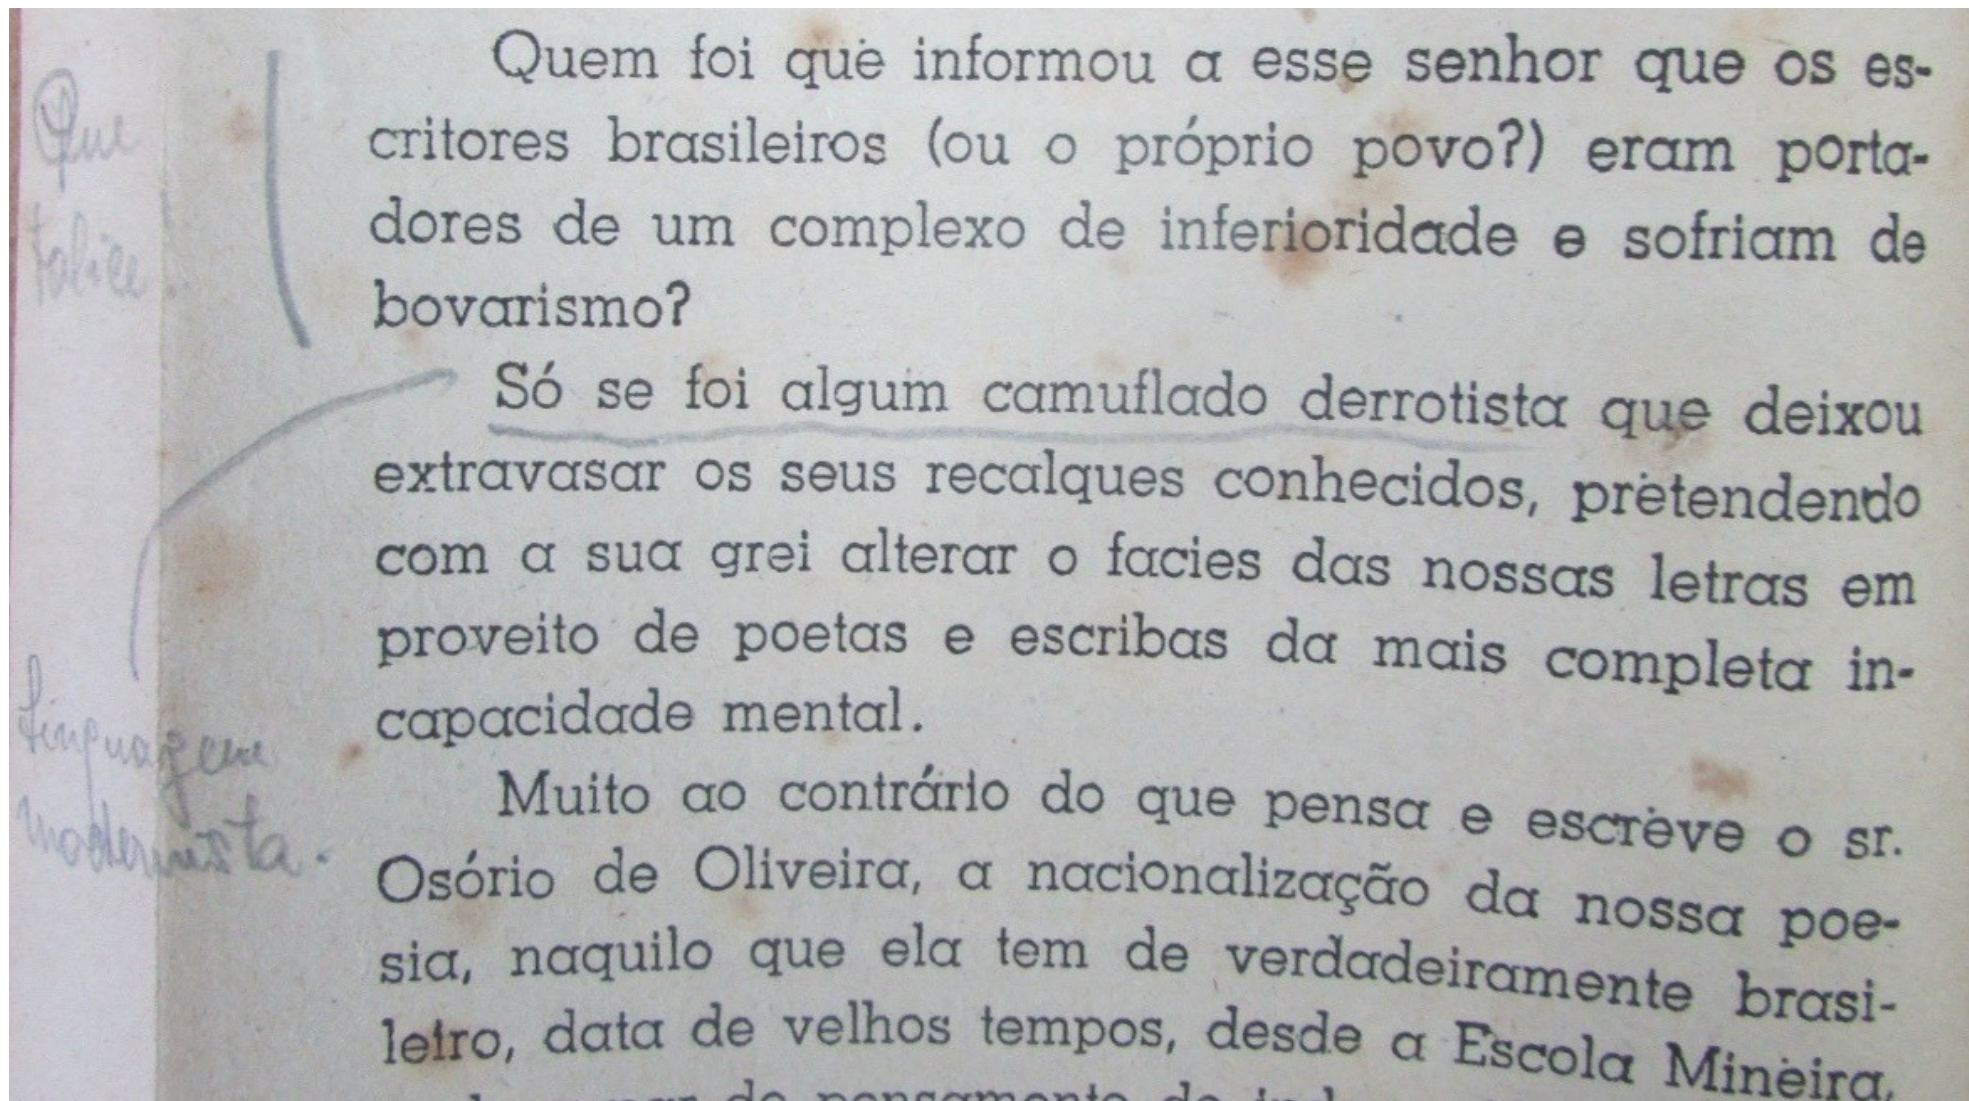 Quem foi que informou a esse senhor que os es-
critores brasileiros (ou o próprio povo?) eram porta-
dores de um complexo de inferioridade e sofriam de
bovarismo?
Só se foi algum camuflado derrotista que deixou
extravasar os seus recalques conhecidos, pretendendo
com a sua grei alterar o facies das nossas letras em
proveito de poetas e escribas da mais completa in-
capacidade mental.
Muito ao contrário do que pensa e escreve o sr.
Osório de Oliveira, a nacionalização da nossa poe-
sia, naquilo que ela tem de verdadeiramente brasi-
leiro, data de velhos tempos, desde a Escola Mineira,
pensamento
Que
tolice!
linguagem
modernista.